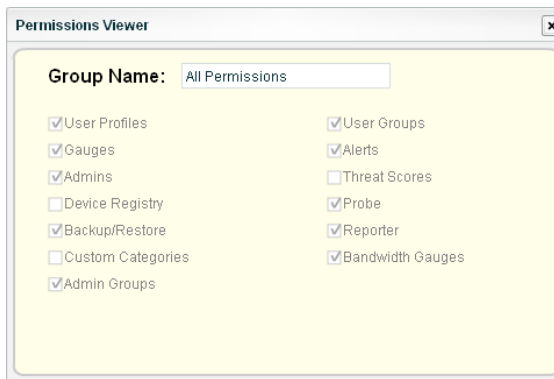 Permissions Viewer
Group Name: All Permissions
User Profiles
Gauges
Admins
Device Registry
Backup/Restore
Custom Categories
Admin Groups
User Groups
Alerts
Threat Scores
Probe
Reporter
Bandwidth Gauges